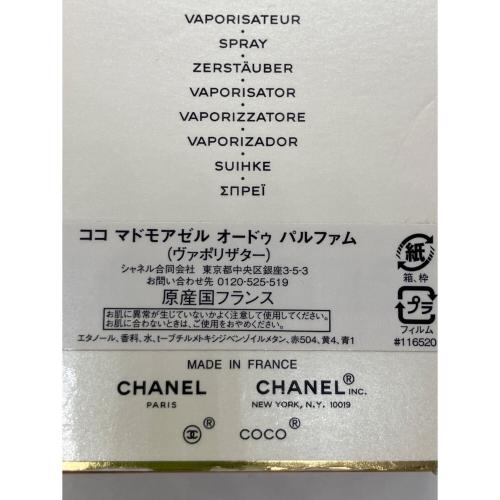 VAPORISATEUR
SPRAY
ZERSTÄUBER
VAPORISATOR
VAPORIZZATORE
VAPORIZADOR
SUIHKE
ΣΠΡΕΪ
ココ マドモアゼル オードゥ パルファム
(ヴァポリザター)
シャネル合同会社 東京都中央区銀座3-5-3
お問い合わせ先 0120-525-519
原産国フランス
お肌に異常が生じていないかよく注意して使用してください。
お肌に合わないときは、ご使用をおやめください。
エタノール、香料、水、t-ブチルメトキシジベンゾイルメタン、赤504、黄4、青1
紙
箱、枠
プラ
フィルム
#116520
MADE IN FRANCE
CHANEL CHANEL® INC.
PARIS NEW YORK, N.Y. 10019
® COCO®